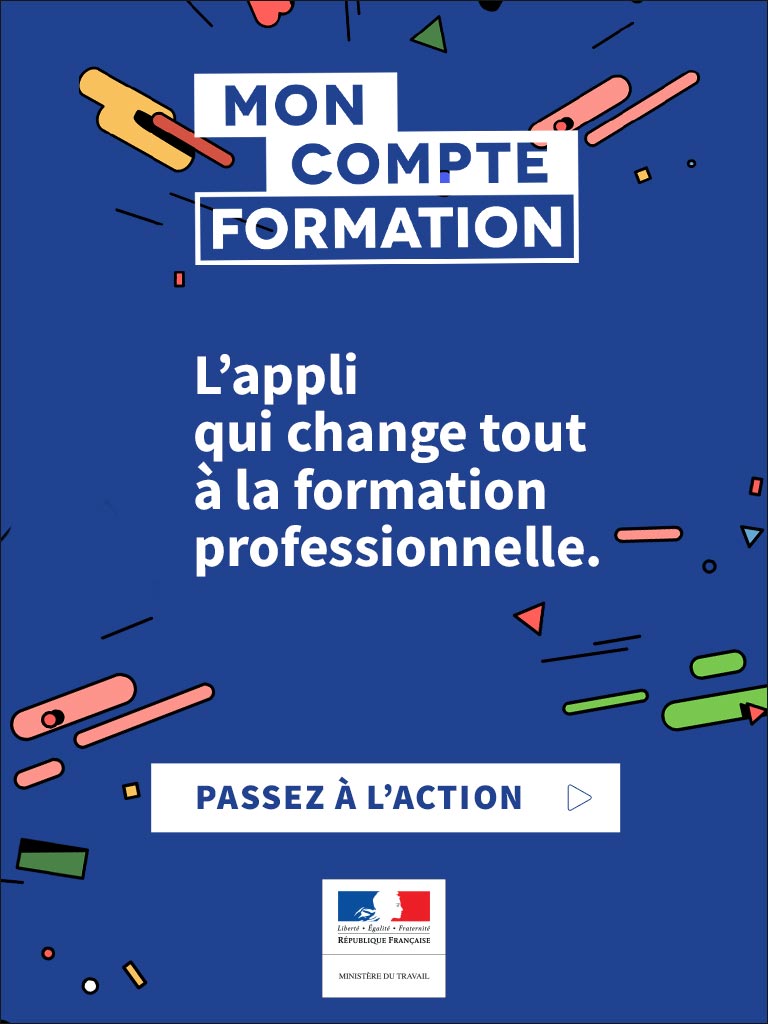 MON
COMPTE
FORMATION
L’appli
qui change tout
à la formation
professionnelle.
PASSEZ À L’ACTION
Liberté • Égalité • Fraternité
RÉPUBLIQUE FRANÇAISE
MINISTÈRE DU TRAVAIL